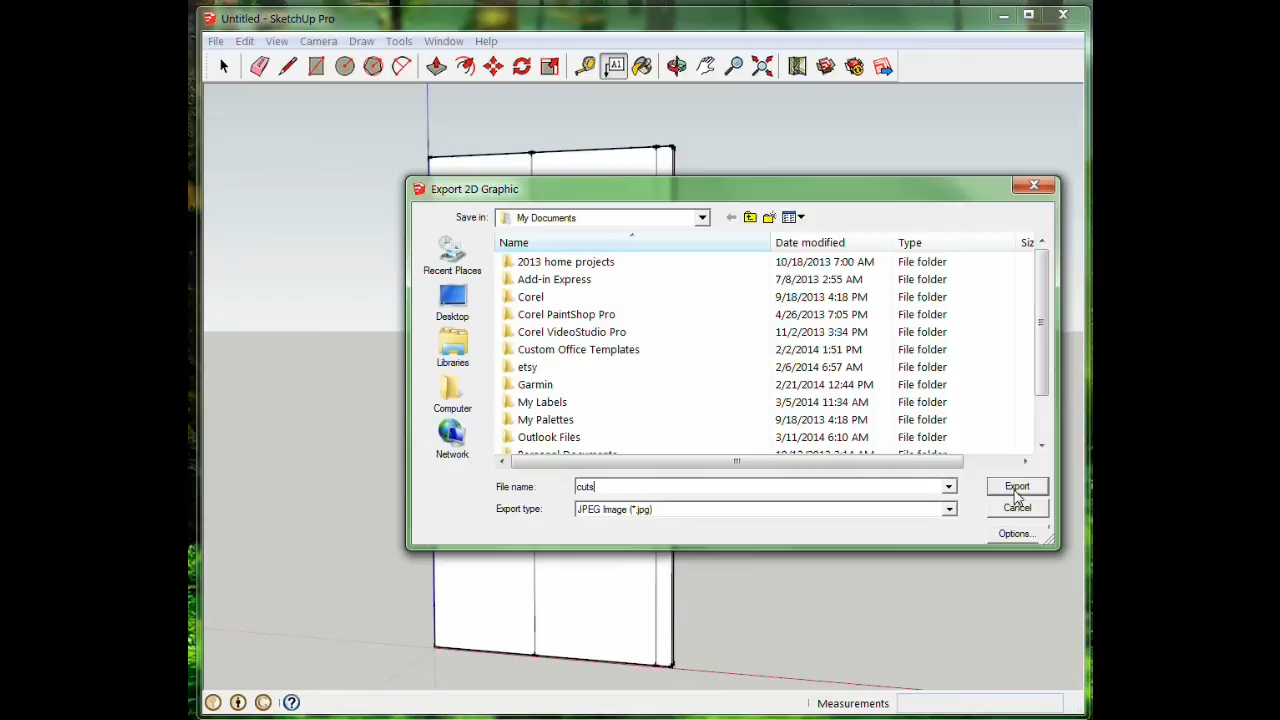 Untitled - SketchUp Pro
File Edit View Camera Draw Tools Window Help
A1
Export 2D Graphic
Save in: My Documents
Name Date modified Type Siz
Recent Places
Desktop
Libraries
Computer
Network
2013 home projects 10/18/2013 7:00 AM File folder
Add-in Express 7/8/2013 2:55 AM File folder
Corel 9/18/2013 4:18 PM File folder
Corel PaintShop Pro 4/26/2013 7:05 PM File folder
Corel VideoStudio Pro 11/2/2013 3:34 PM File folder
Custom Office Templates 2/2/2014 1:51 PM File folder
etsy 2/6/2014 6:57 AM File folder
Garmin 2/21/2014 12:44 PM File folder
My Labels 3/5/2014 11:34 AM File folder
My Palettes 9/18/2013 4:18 PM File folder
Outlook Files 3/11/2014 6:10 AM File folder
File name: cuts Export
Export type: JPEG Image (*.jpg) Cancel
Options...
Measurements